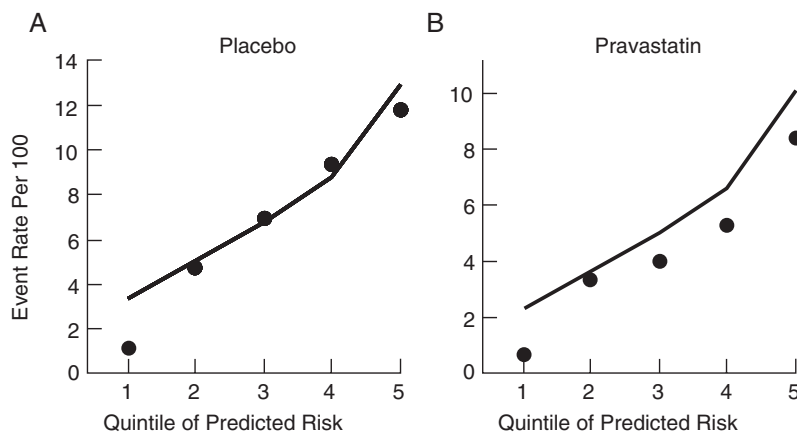 A
Placebo
14
12
10
8
6
4
2
0
Event Rate Per 100
1 2 3 4 5
Quintile of Predicted Risk
B
Pravastatin
10
8
6
4
2
0
1 2 3 4 5
Quintile of Predicted Risk